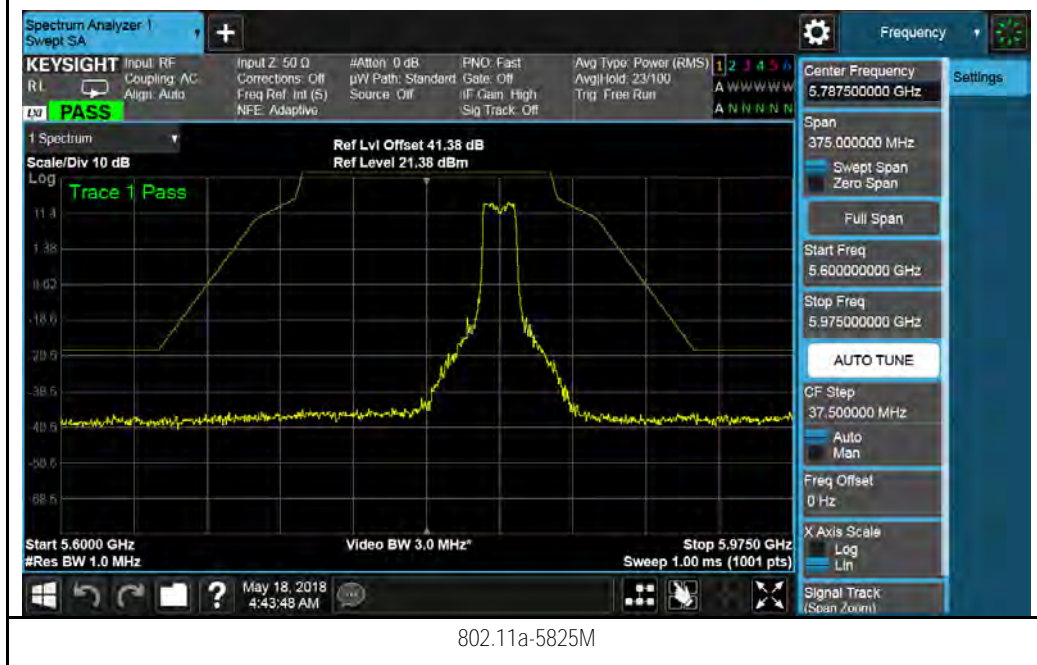 Spectrum Analyzer 1
Swept SA
+
Frequency
KEYSIGHT
RL
LXI
PASS
Input: RF
Coupling: AC
Align: Auto
Input Z: 50 Ω
Corrections: Off
Freq Ref: Int (S)
NFE: Adaptive
#Atten: 0 dB
µW Path: Standard
Source: Off
PNO: Fast
Gate: Off
IF Gain: High
Sig Track: Off
Avg Type: Power (RMS)
Avg|Hold: 23/100
Trig: Free Run
1 2 3 4 5 6
A W W W W W
A N N N N N
Center Frequency
5.787500000 GHz
Settings
Span
375.000000 MHz
Swept Span
Zero Span
Full Span
Start Freq
5.600000000 GHz
Stop Freq
5.975000000 GHz
AUTO TUNE
CF Step
37.500000 MHz
Auto
Man
Freq Offset
0 Hz
X Axis Scale
Log
Lin
Signal Track
(Span Zoom)
1 Spectrum
Scale/Div 10 dB
Ref Lvl Offset 41.38 dB
Ref Level 21.38 dBm
Log
Trace 1 Pass
11.4
1.38
-8.62
-18.6
-28.6
-38.6
-48.6
-58.6
-68.6
Start 5.6000 GHz
#Res BW 1.0 MHz
Video BW 3.0 MHz*
Stop 5.9750 GHz
Sweep 1.00 ms (1001 pts)
?
May 18, 2018
4:43:48 AM
802.11a-5825M